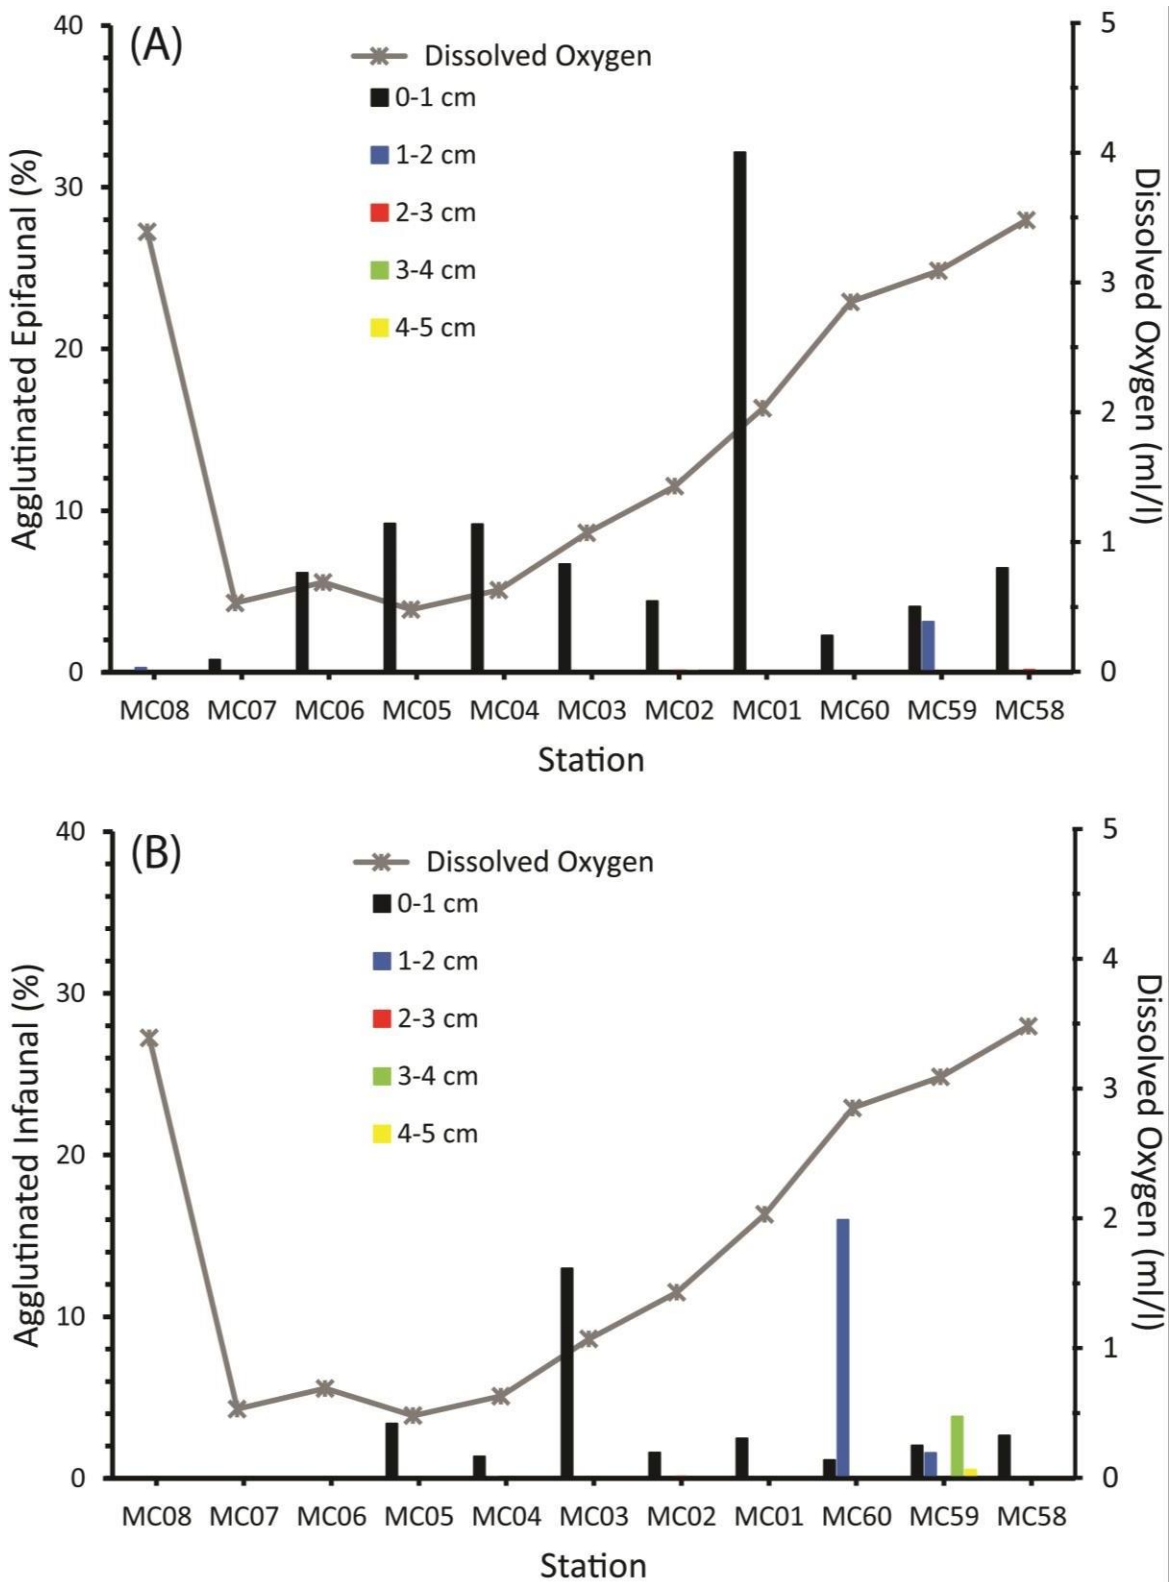 (A)
Dissolved Oxygen
0-1 cm
1-2 cm
2-3 cm
3-4 cm
4-5 cm
40
30
20
10
0
Agglutinated Epifaunal (%)
5
4
3
2
1
0
Dissolved Oxygen (ml/l)
MC08 MC07 MC06 MC05 MC04 MC03 MC02 MC01 MC60 MC59 MC58
Station
(B)
Dissolved Oxygen
0-1 cm
1-2 cm
2-3 cm
3-4 cm
4-5 cm
40
30
20
10
0
Agglutinated Infaunal (%)
5
4
3
2
1
0
Dissolved Oxygen (ml/l)
MC08 MC07 MC06 MC05 MC04 MC03 MC02 MC01 MC60 MC59 MC58
Station